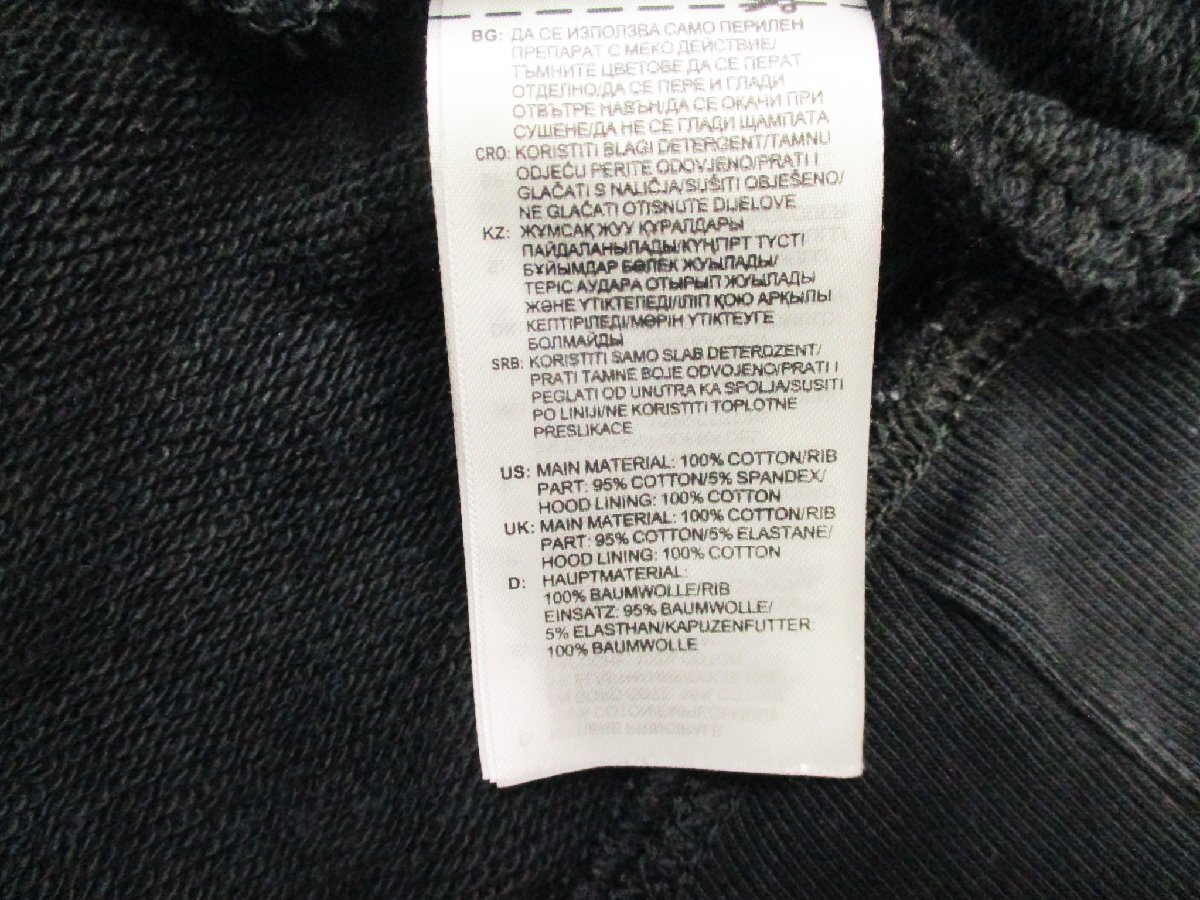 BG: ДА СЕ ИЗПОЛЗВА САМО ПЕРИЛЕН
ПРЕПАРАТ С МЕКО ДЕЙСТВИЕ/
ТЪМНИТЕ ЦВЕТОВЕ ДА СЕ ПЕРАТ
ОТДЕЛНО/ДА СЕ ПЕРЕ И ГЛАДИ
ОТВЪТРЕ НАВЪН/ДА СЕ ОКАЧИ ПРИ
СУШЕНЕ/ДА НЕ СЕ ГЛАДИ ЩАМПАТА
CRO: KORISTITI BLAGI DETERGENT/TAMNU
ODJEĆU PERITE ODOVJENO/PRATI I
GLAČATI S NALIČJA/SUŠITI OBJEŠENO/
NE GLAČATI OTISNUTE DIJELOVE
KZ: ЖҰМСАҚ ЖУУ ҚҰРАЛДАРЫ
ПАЙДАЛАНЫЛАДЫ/КҮҢГІРТ ТҮСТІ
БҰЙЫМДАР БӨЛЕК ЖУЫЛАДЫ/
ТЕРІС АУДАРА ОТЫРЫП ЖУЫЛАДЫ
ЖӘНЕ ҮТІКТЕЛЕДІ/ІЛІП ҚОЮ АРҚЫЛЫ
КЕПТІРІЛЕДІ/МӨРІН ҮТІКТЕУГЕ
БОЛМАЙДЫ
SRB: KORISTITI SAMO SLAB DETERDZENT/
PRATI TAMNE BOJE ODVOJENO/PRATI I
PEGLATI OD UNUTRA KA SPOLJA/SUSITI
PO LINIJI/NE KORISTITI TOPLOTNE
PRESLIKACE
US: MAIN MATERIAL: 100% COTTON/RIB
PART: 95% COTTON/5% SPANDEX/
HOOD LINING: 100% COTTON
UK: MAIN MATERIAL: 100% COTTON/RIB
PART: 95% COTTON/5% ELASTANE/
HOOD LINING: 100% COTTON
D: HAUPTMATERIAL:
100% BAUMWOLLE/RIB
EINSATZ: 95% BAUMWOLLE/
5% ELASTHAN/KAPUZENFUTTER:
100% BAUMWOLLE